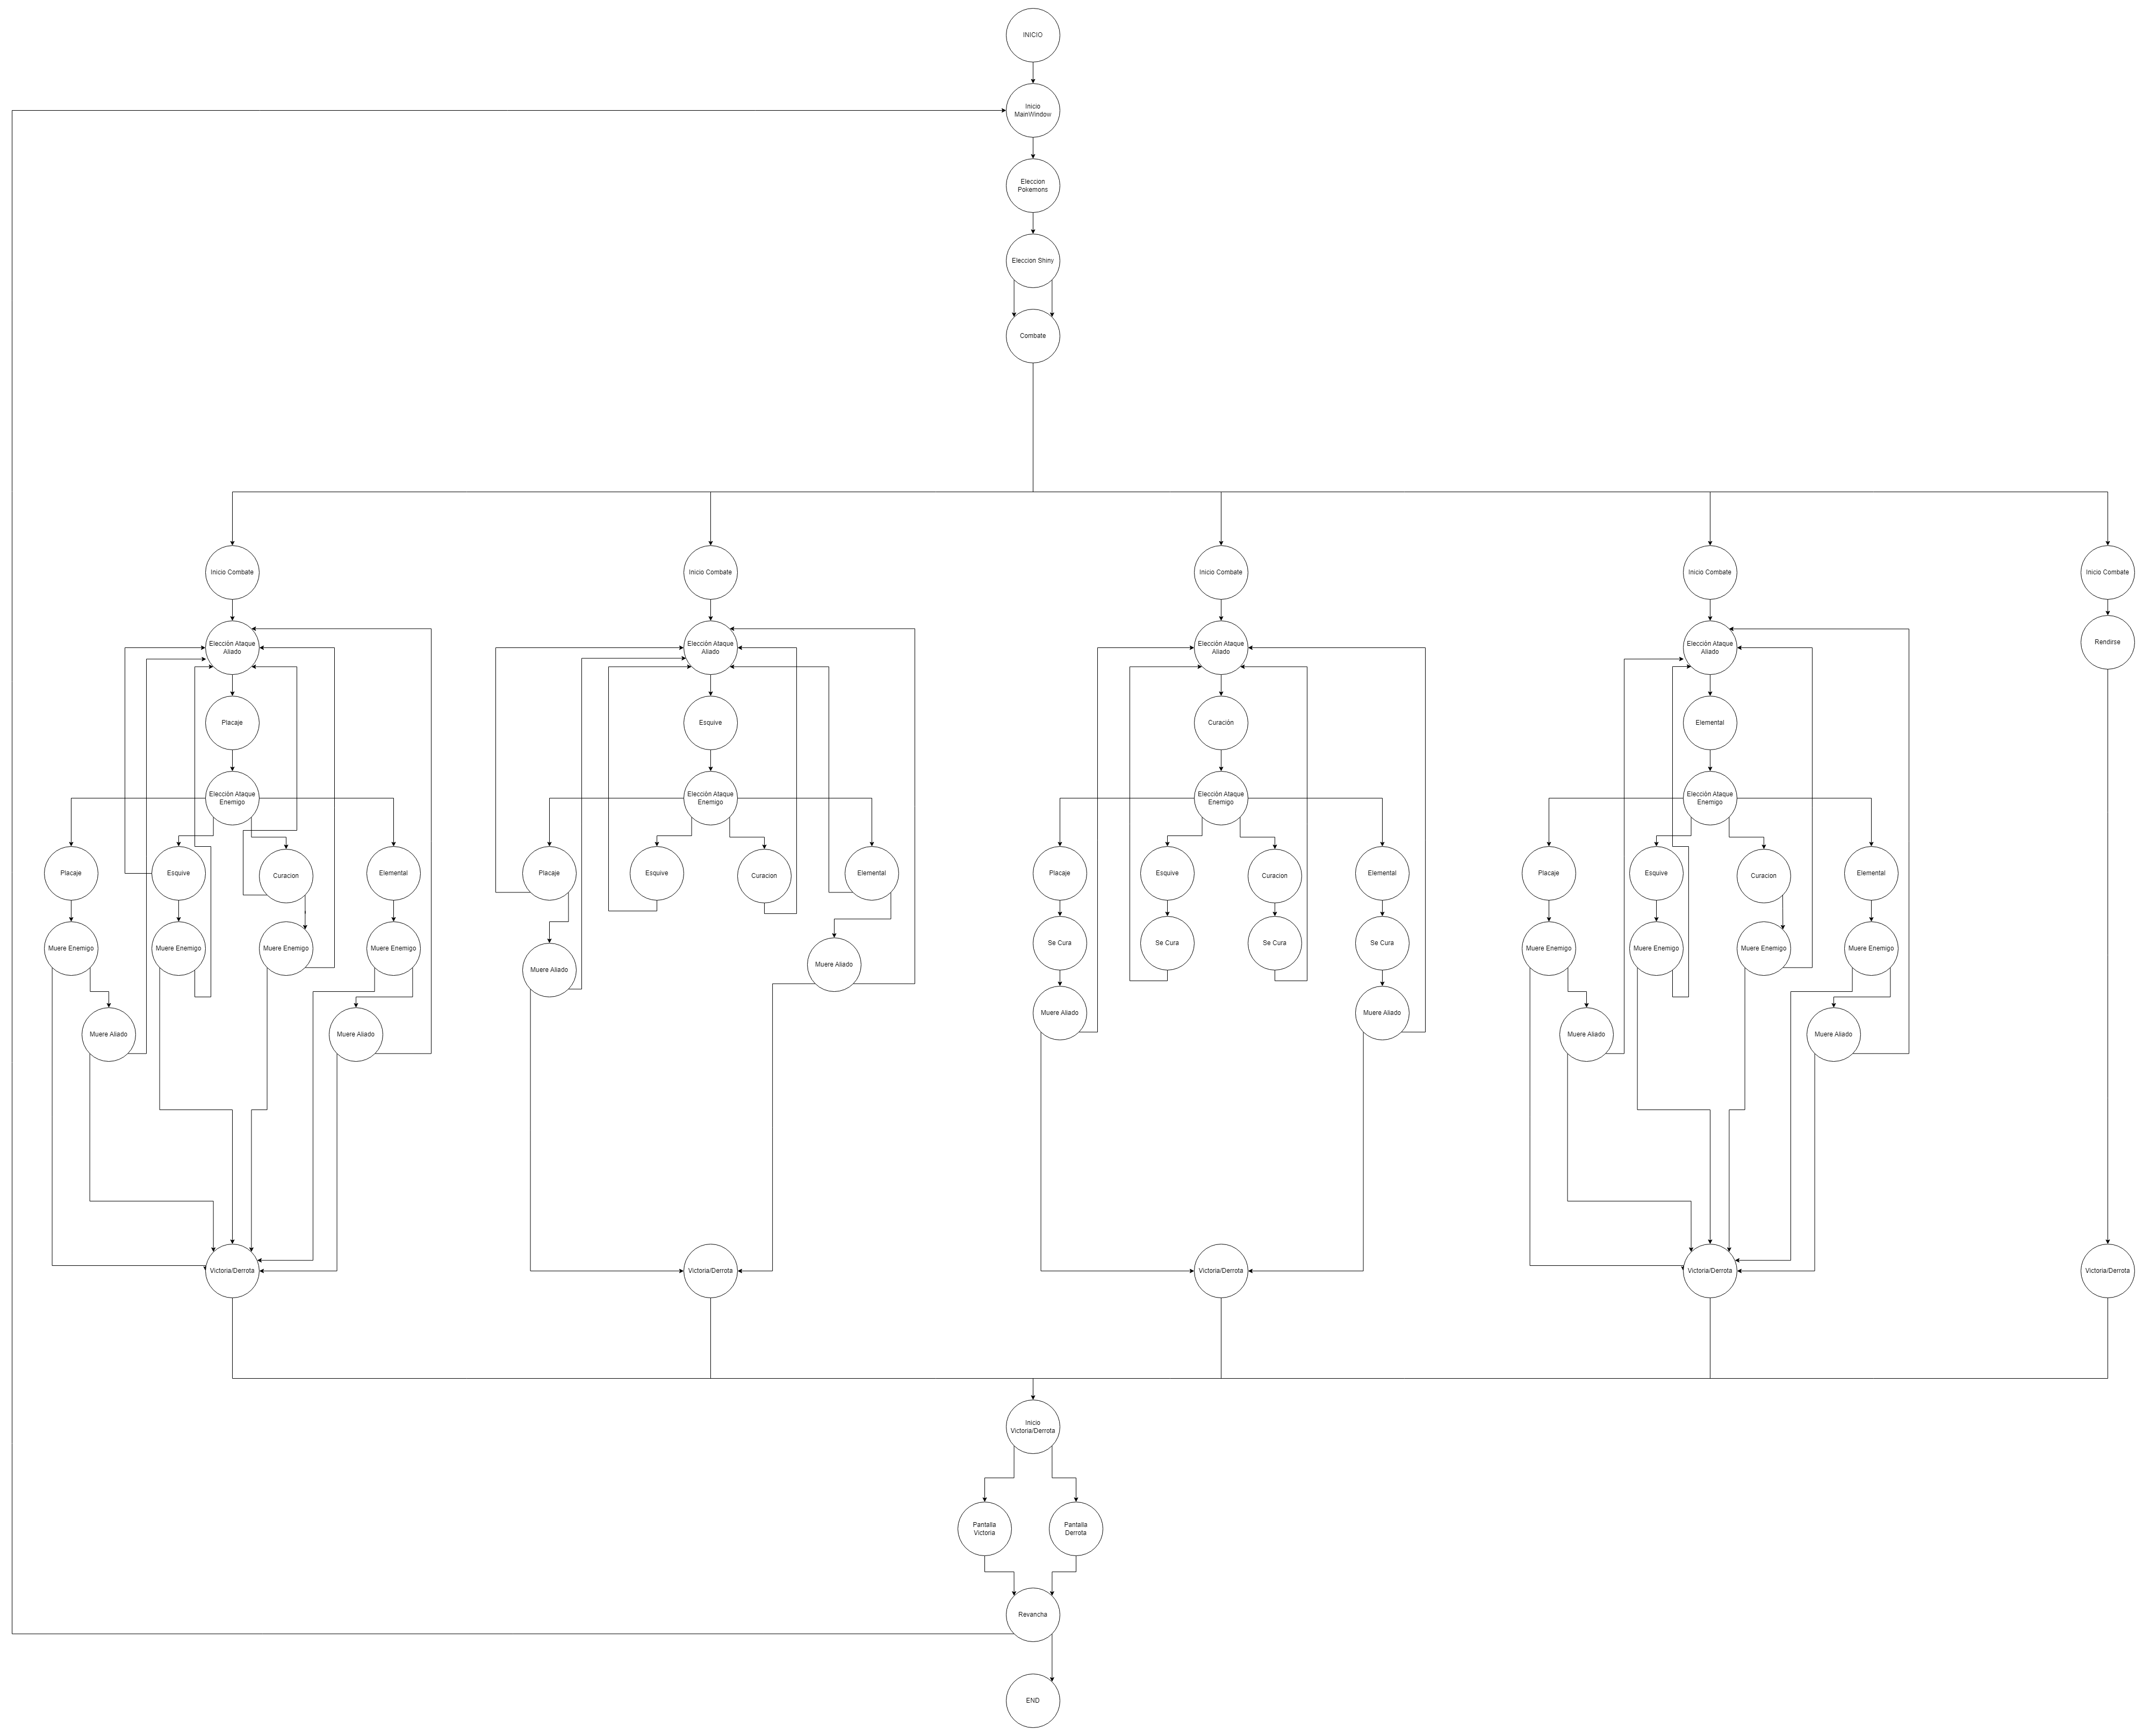 INICIO
Inicio
MainWindow
Eleccion
Pokemons
Eleccion Shiny
Combate
Inicio Combate
Inicio Combate
Inicio Combate
Inicio Combate
Inicio Combate
Elección Ataque
Aliado
Elección Ataque
Aliado
Elección Ataque
Aliado
Elección Ataque
Aliado
Rendirse
Placaje
Esquive
Curación
Elemental
Elección Ataque
Enemigo
Elección Ataque
Enemigo
Elección Ataque
Enemigo
Elección Ataque
Enemigo
Placaje
Esquive
Curacion
Elemental
Placaje
Esquive
Curacion
Elemental
Placaje
Esquive
Curacion
Elemental
Placaje
Esquive
Curacion
Elemental
Muere Enemigo
Muere Enemigo
Muere Enemigo
Muere Enemigo
Muere Aliado
Muere Aliado
Se Cura
Se Cura
Se Cura
Se Cura
Muere Enemigo
Muere Enemigo
Muere Enemigo
Muere Enemigo
Muere Aliado
Muere Aliado
Muere Aliado
Muere Aliado
Muere Aliado
Muere Aliado
Victoria/Derrota
Victoria/Derrota
Victoria/Derrota
Victoria/Derrota
Victoria/Derrota
Inicio
Victoria/Derrota
Pantalla
Victoria
Pantalla
Derrota
Revancha
END